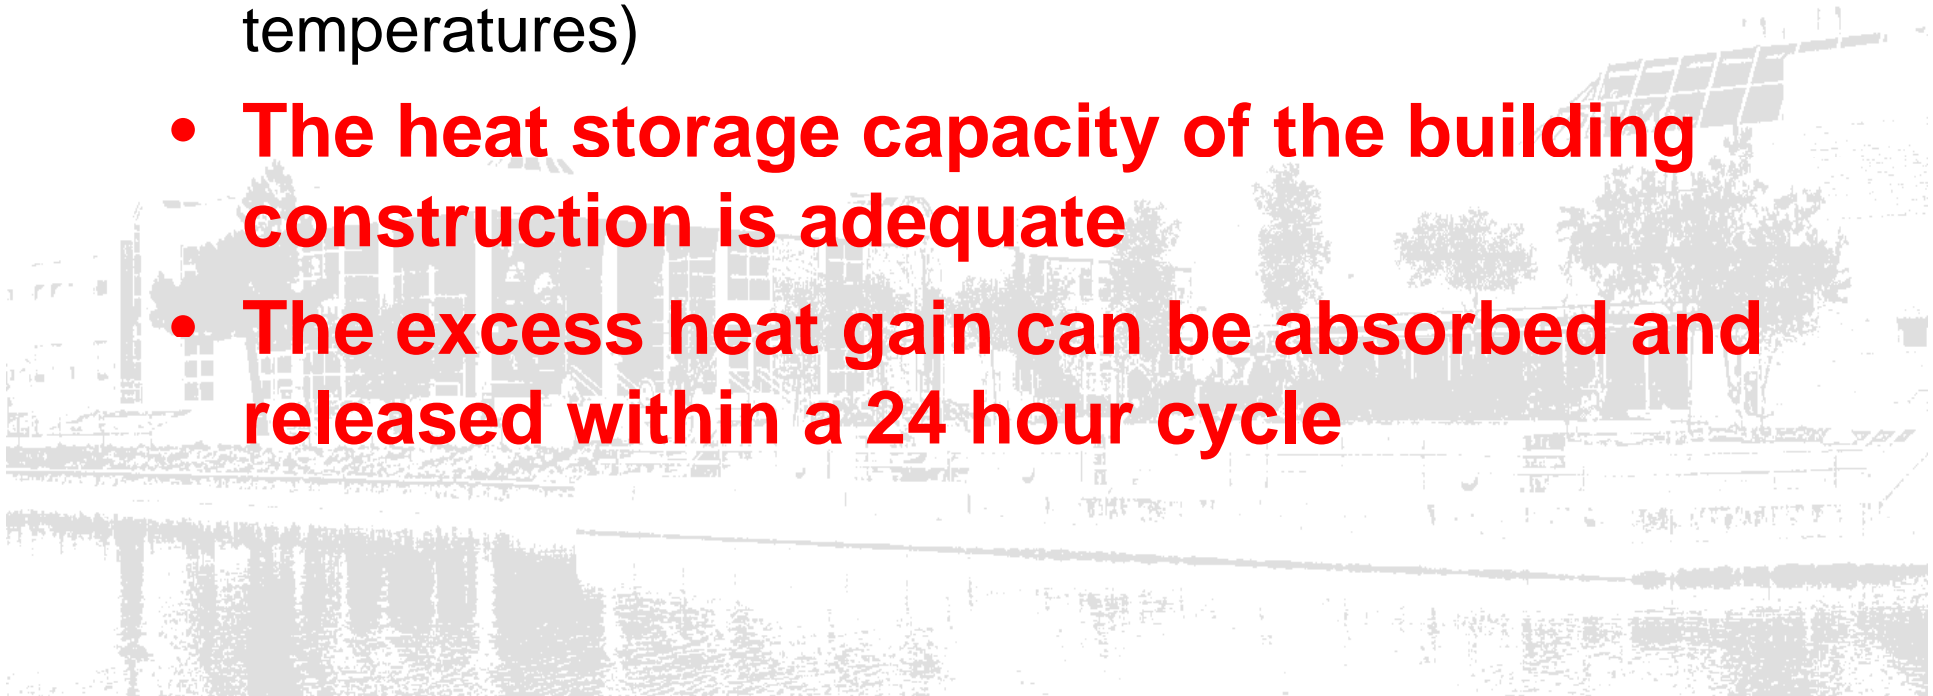 temperatures)
• The heat storage capacity of the building
construction is adequate
• The excess heat gain can be absorbed and
released within a 24 hour cycle